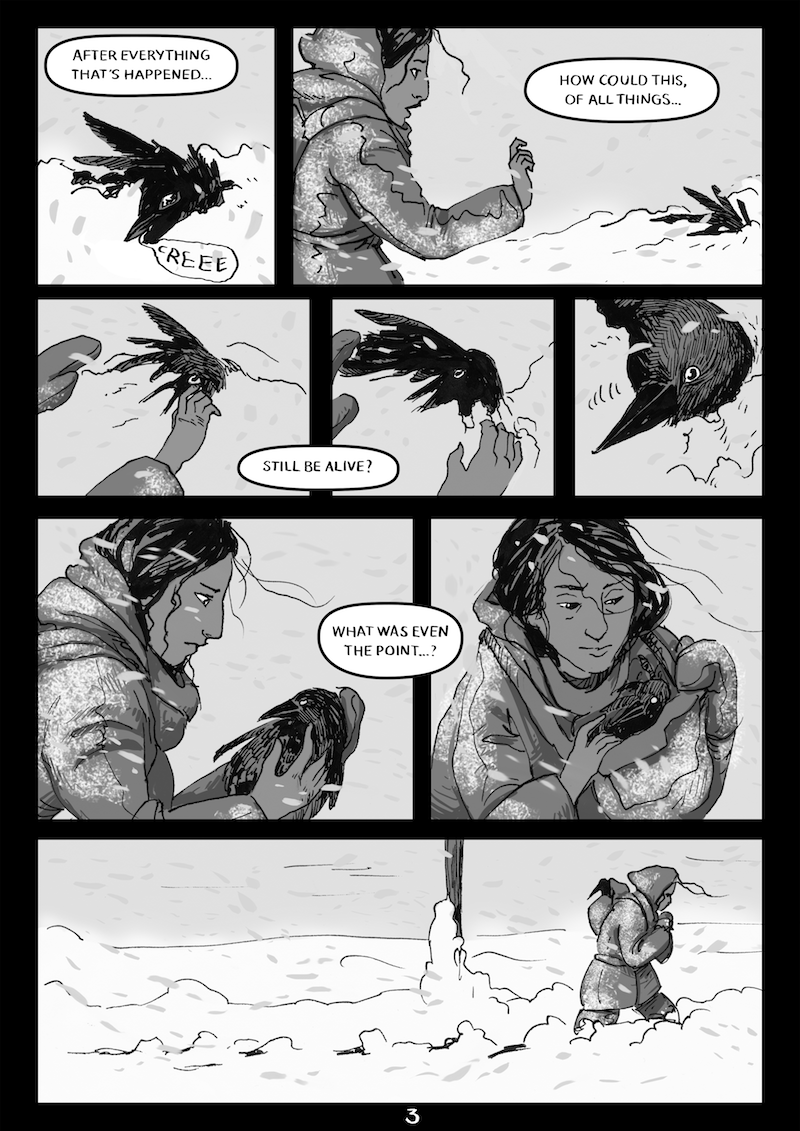 AFTER EVERYTHING
THAT'S HAPPENED...
CREEE
HOW COULD THIS,
OF ALL THINGS...
STILL BE ALIVE?
WHAT WAS EVEN
THE POINT...?
3